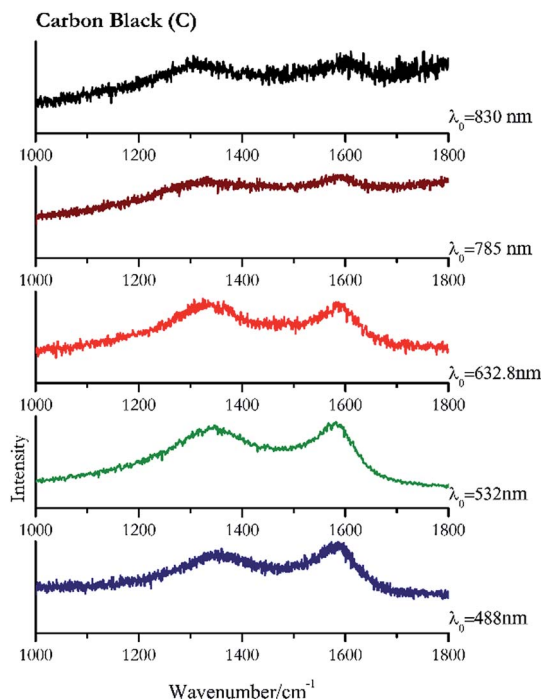 Carbon Black (C)
1000 1200 1400 1600 1800
λ₀=830 nm
1000 1200 1400 1600 1800
λ₀=785 nm
1000 1200 1400 1600 1800
λ₀=632.8nm
Intensity
1000 1200 1400 1600 1800
λ₀=532nm
1000 1200 1400 1600 1800
λ₀=488nm
Wavenumber/cm⁻¹